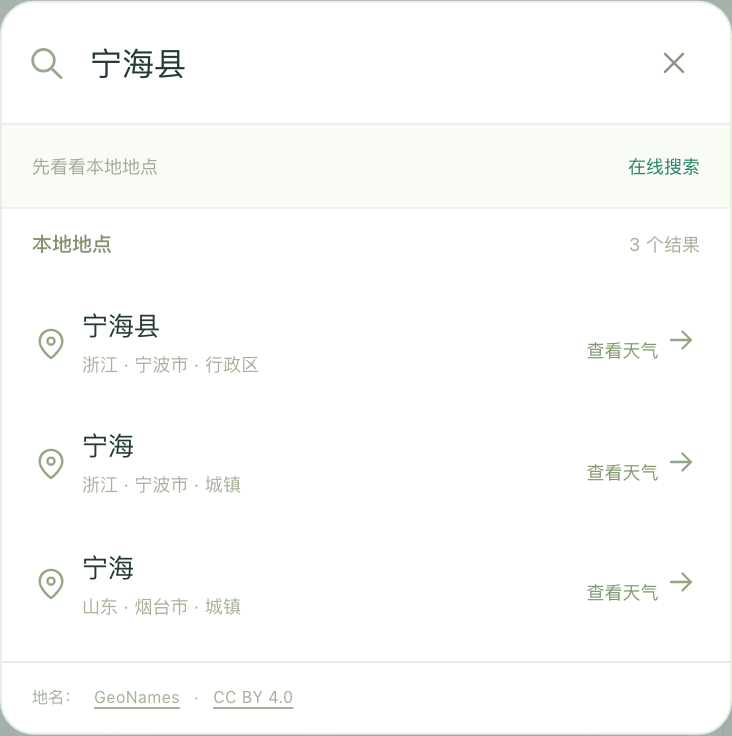 宁海县
先看看本地地点 在线搜索
本地地点 3 个结果
宁海县
浙江 · 宁波市 · 行政区 查看天气
宁海
浙江 · 宁波市 · 城镇 查看天气
宁海
山东 · 烟台市 · 城镇 查看天气
地名： GeoNames · CC BY 4.0